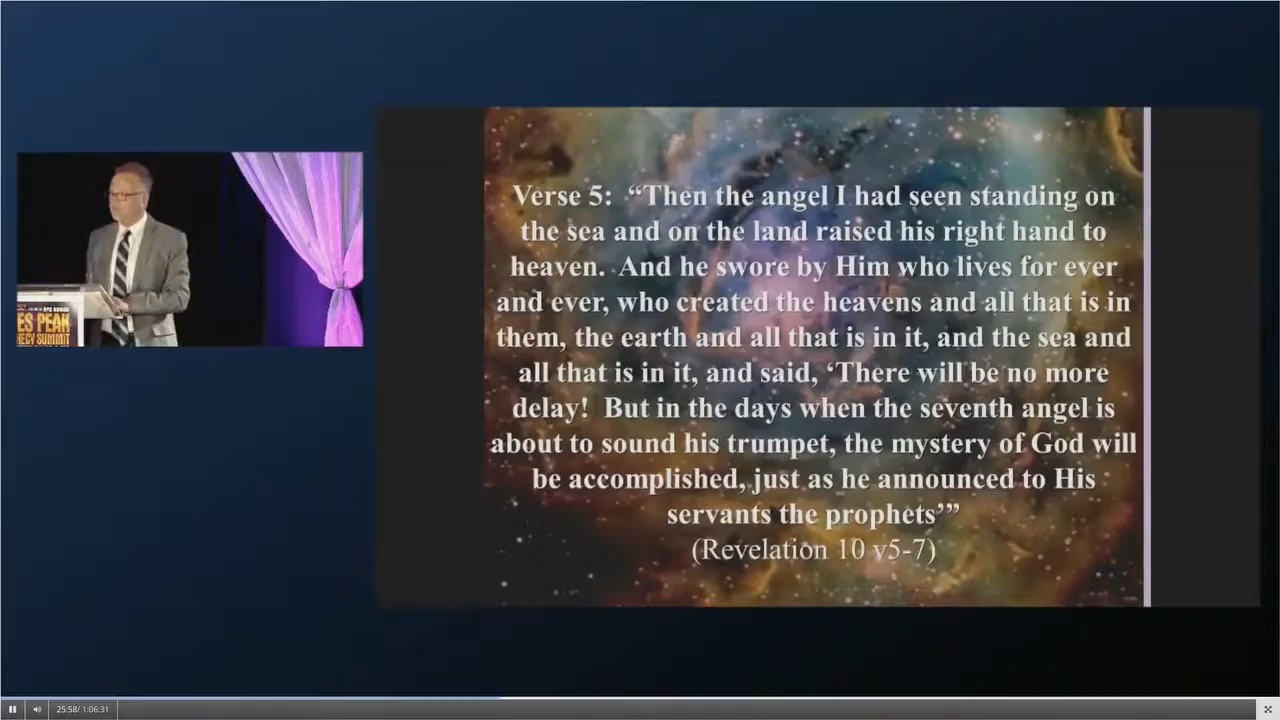 Verse 5: “Then the angel I had seen standing on
the sea and on the land raised his right hand to
heaven. And he swore by Him who lives for ever
and ever, who created the heavens and all that is in
them, the earth and all that is in it, and the sea and
all that is in it, and said, ‘There will be no more
delay! But in the days when the seventh angel is
about to sound his trumpet, the mystery of God will
be accomplished, just as he announced to His
servants the prophets’”
(Revelation 10 v5-7)
ES PEAK
HECY SUMMIT
25:58/ 1:06:31